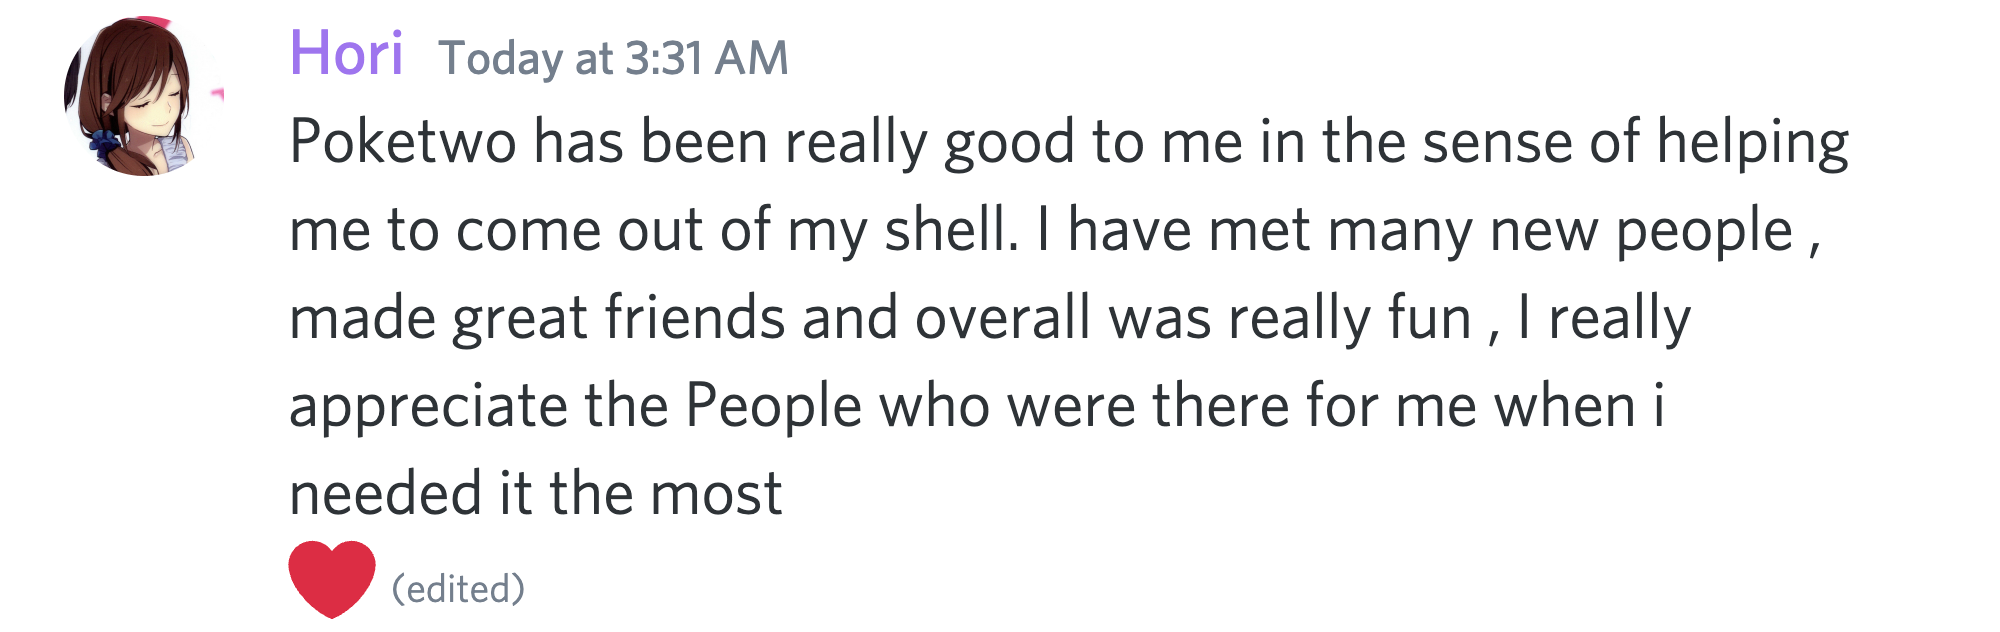 Hori Today at 3:31 AM
Poketwo has been really good to me in the sense of helping
me to come out of my shell. I have met many new people ,
made great friends and overall was really fun , I really
appreciate the People who were there for me when i
needed it the most
❤️ (edited)